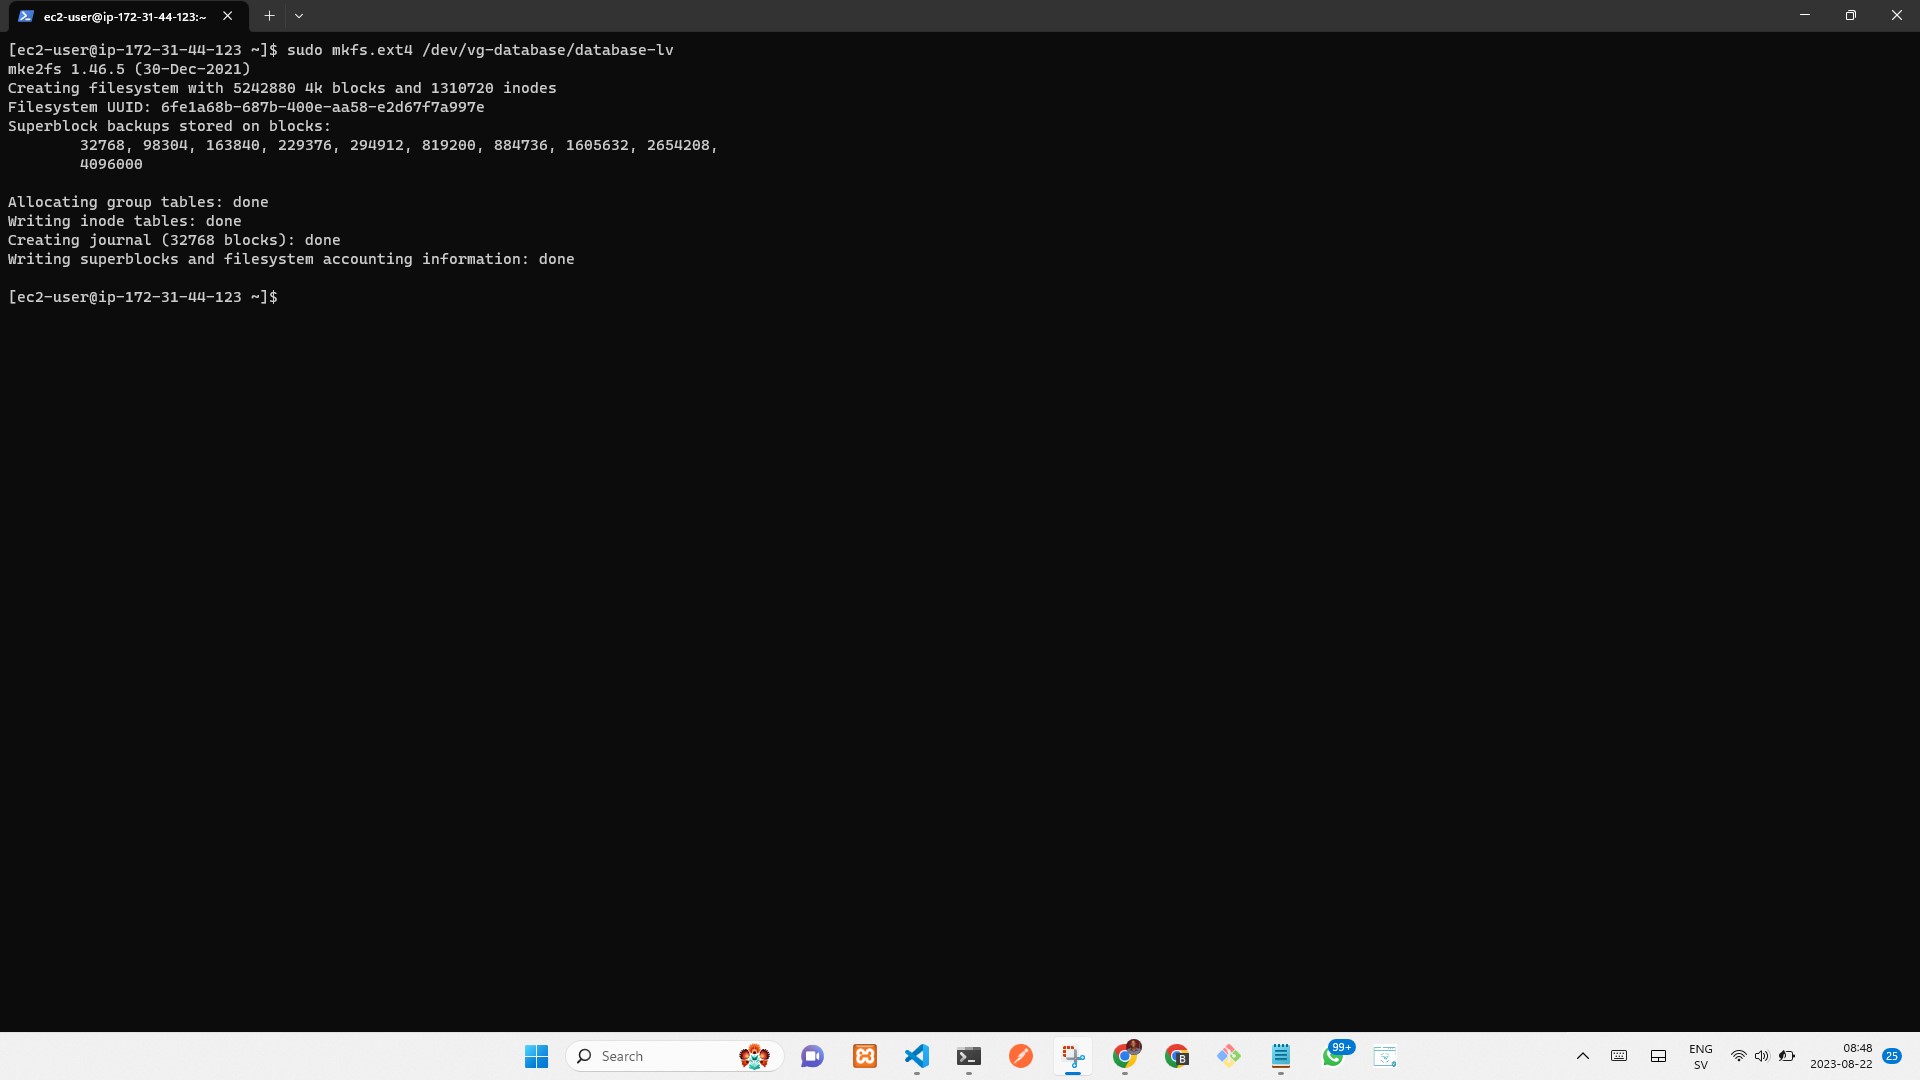 ec2-user@ip-172-31-44-123:~
[ec2-user@ip-172-31-44-123 ~]$ sudo mkfs.ext4 /dev/vg-database/database-lv
mke2fs 1.46.5 (30-Dec-2021)
Creating filesystem with 5242880 4k blocks and 1310720 inodes
Filesystem UUID: 6fe1a68b-687b-400e-aa58-e2d67f7a997e
Superblock backups stored on blocks:
32768, 98304, 163840, 229376, 294912, 819200, 884736, 1605632, 2654208,
4096000
Allocating group tables: done
Writing inode tables: done
Creating journal (32768 blocks): done
Writing superblocks and filesystem accounting information: done
[ec2-user@ip-172-31-44-123 ~]$
Search
B
99+
ENG
SV
08:48
2023-08-22
25